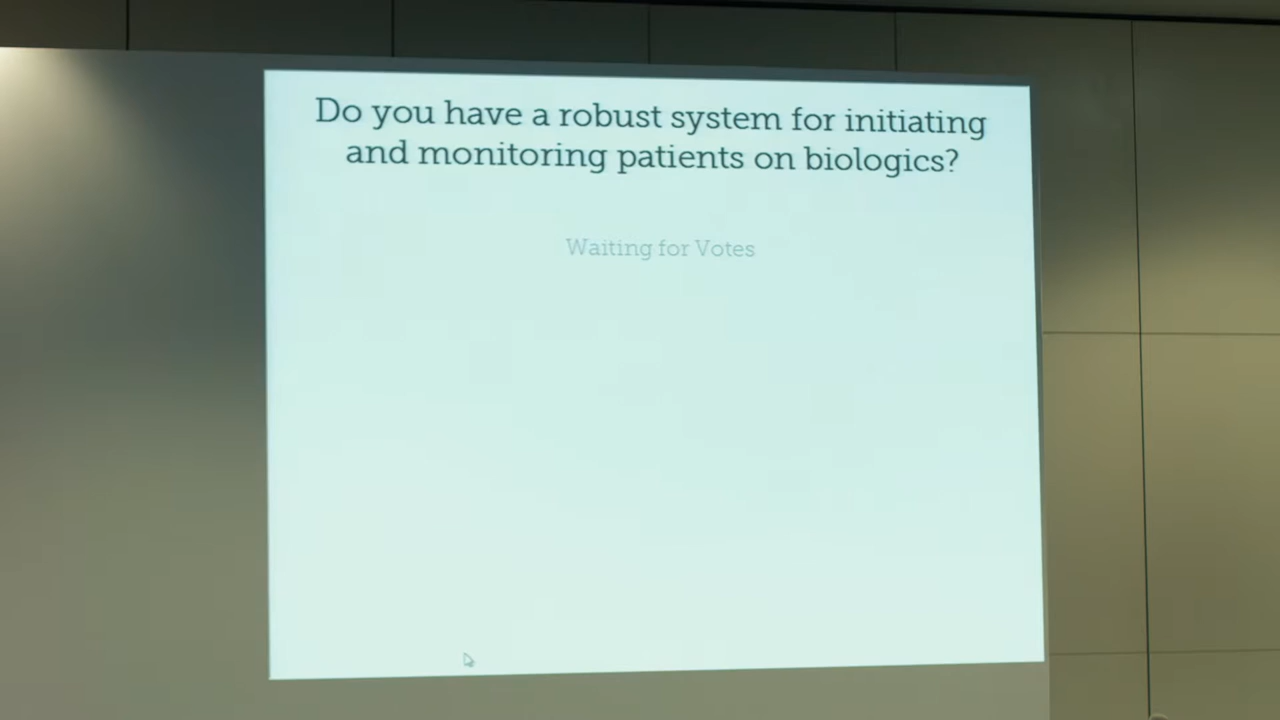 Do you have a robust system for initiating
and monitoring patients on biologics?
Waiting for Votes